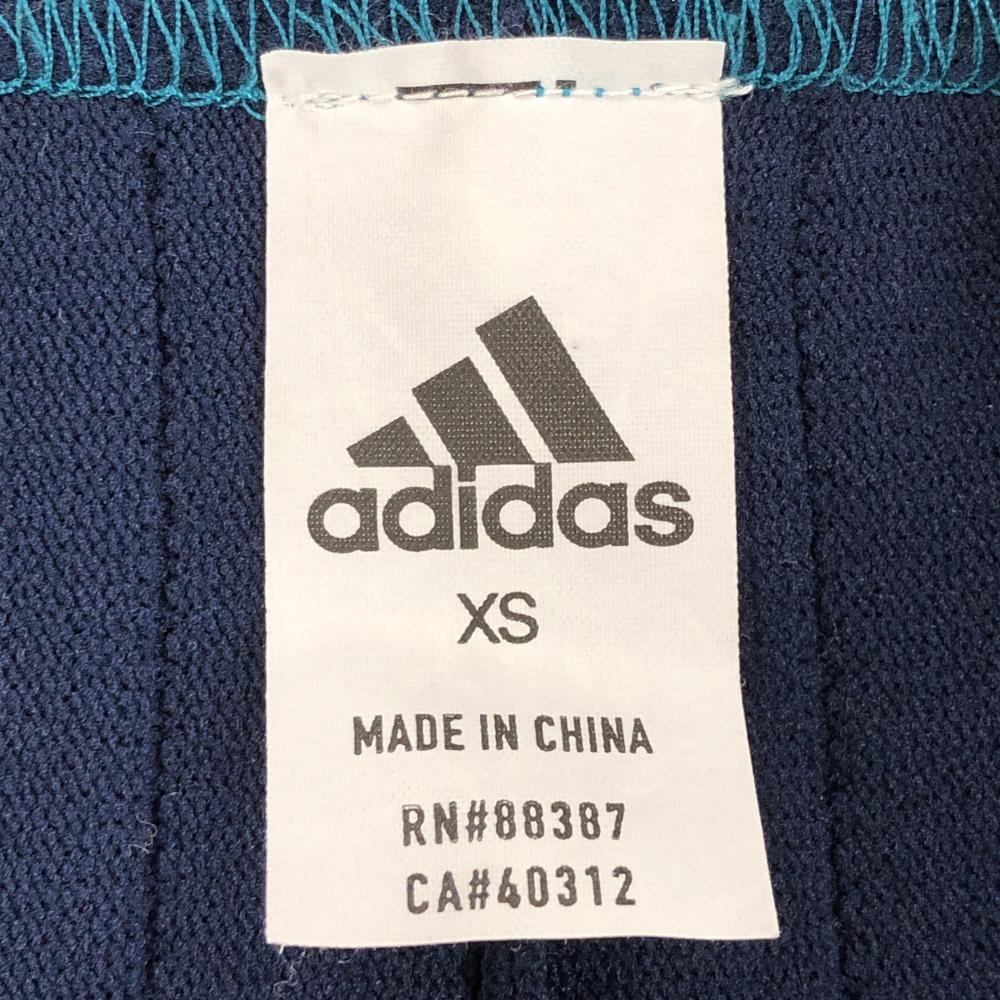 adidas
XS
MADE IN CHINA
RN#88387
CA#40312